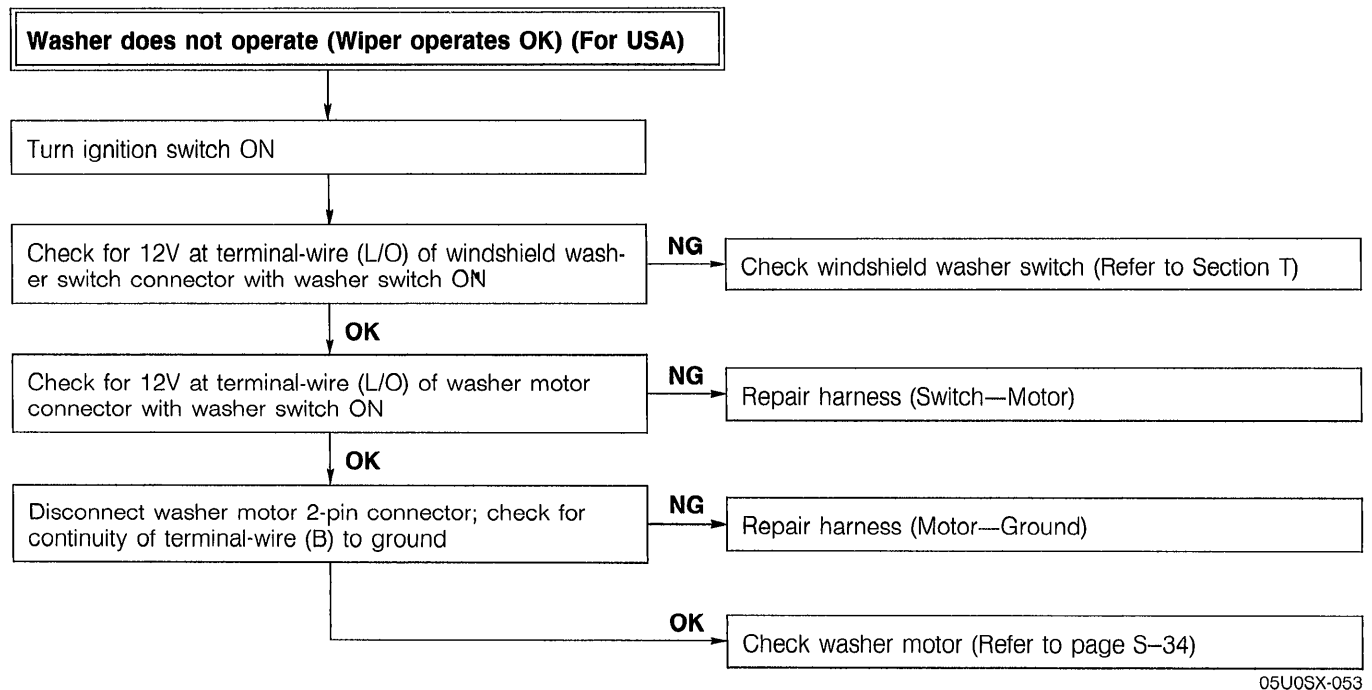 Washer does not operate (Wiper operates OK) (For USA)
Turn ignition switch ON
Check for 12V at terminal-wire (L/O) of windshield wash-
er switch connector with washer switch ON
NG
Check windshield washer switch (Refer to Section T)
OK
Check for 12V at terminal-wire (L/O) of washer motor
connector with washer switch ON
NG
Repair harness (Switch—Motor)
OK
Disconnect washer motor 2-pin connector; check for
continuity of terminal-wire (B) to ground
NG
Repair harness (Motor—Ground)
OK
Check washer motor (Refer to page S–34)
05U0SX-053